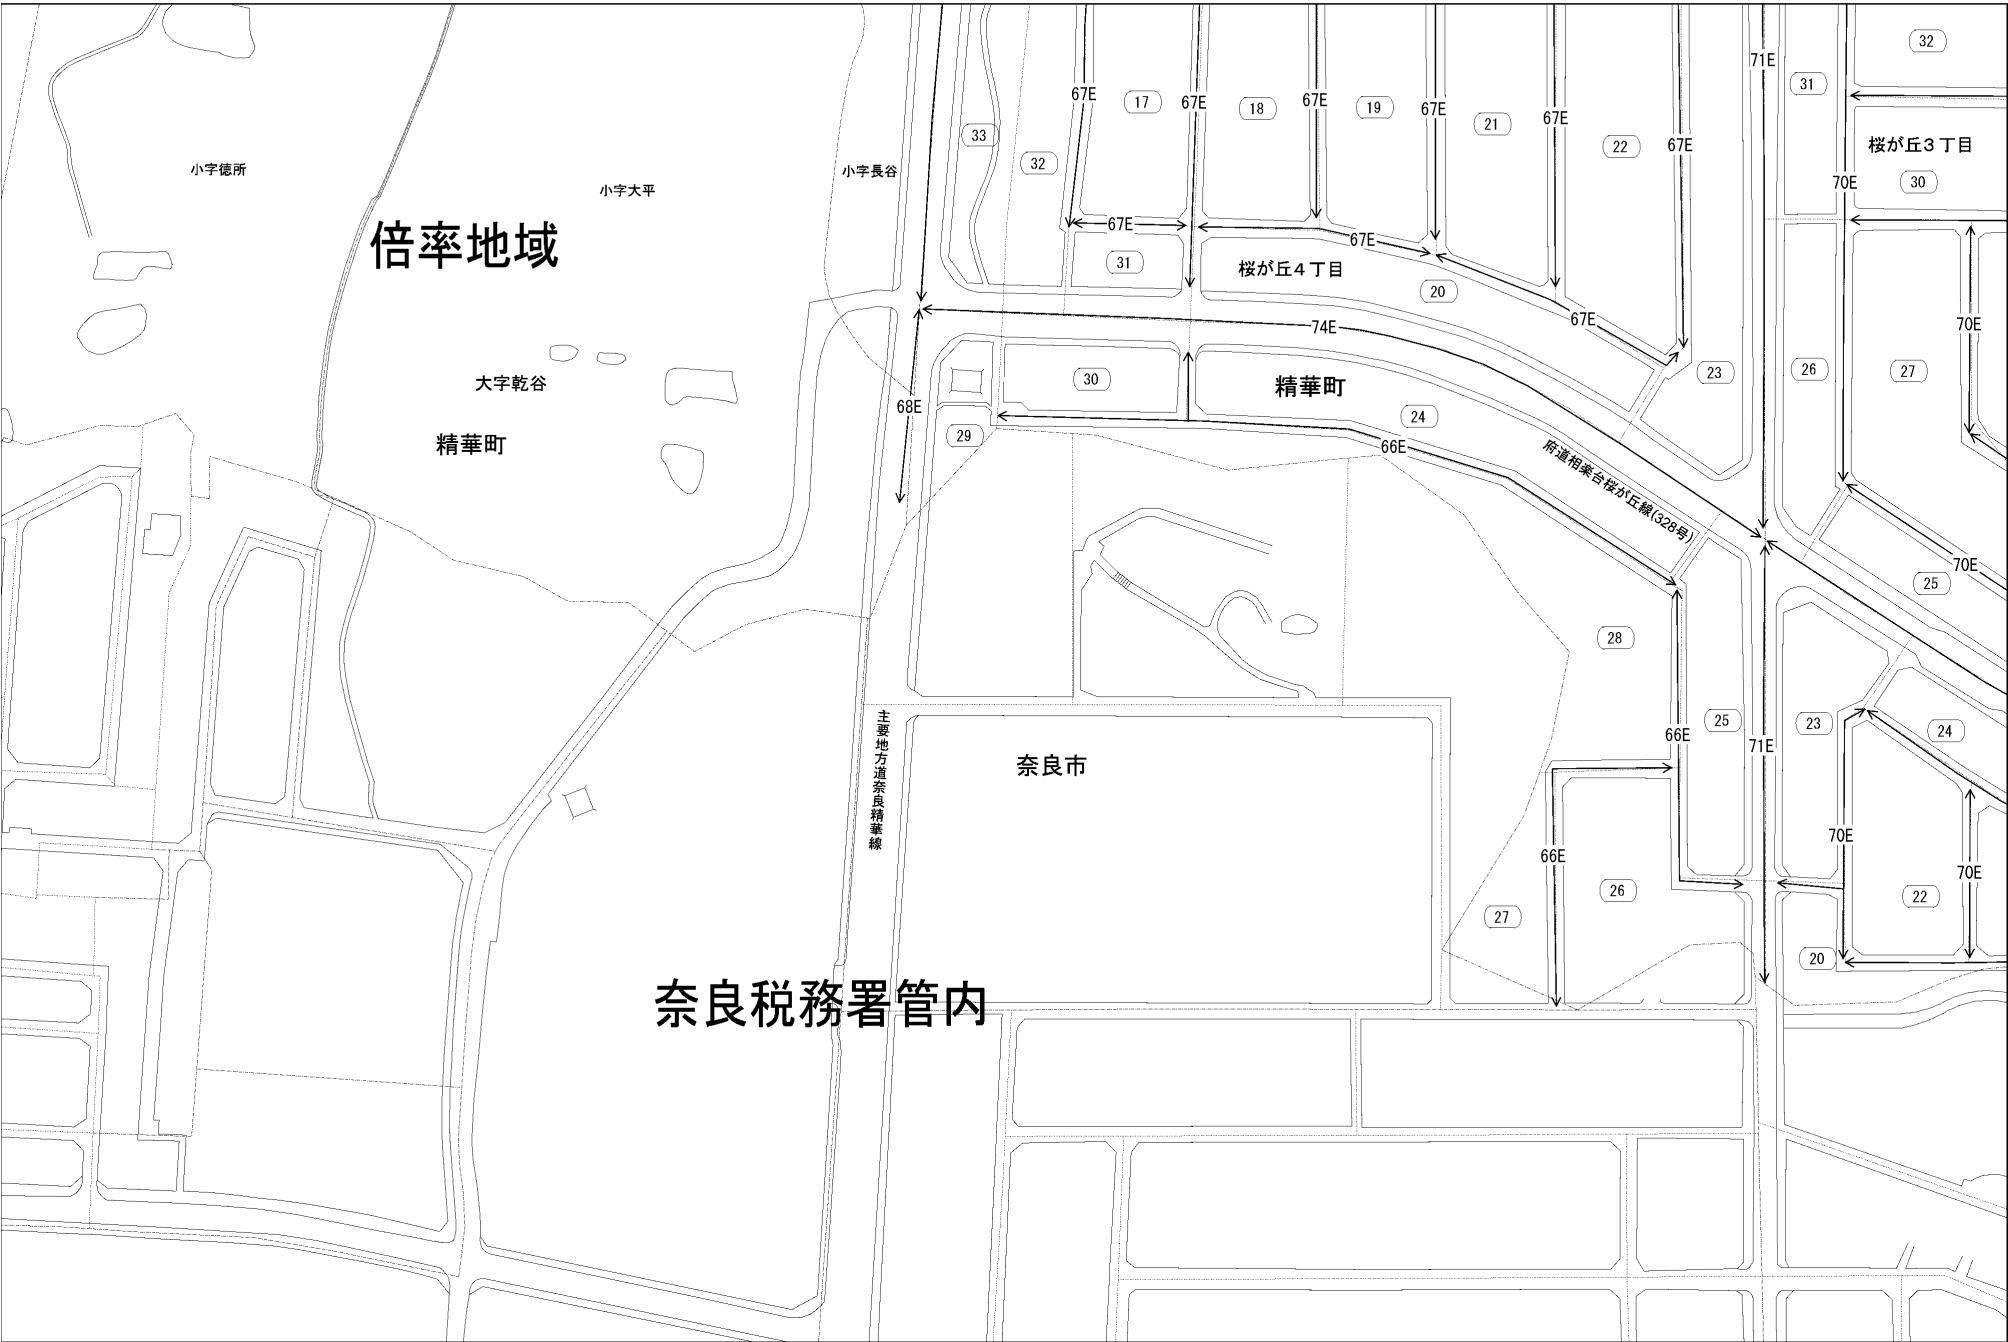 71E
32
31
67E
17
67E
18
67E
19
67E
21
67E
22
67E
33
32
桜が丘3丁目
70E
30
小字徳所
小字大平
小字長谷
倍率地域
67E
67E
31
桜が丘4丁目
20
67E
74E
70E
23
26
27
大字乾谷
精華町
68E
30
精華町
24
29
66E
府道相楽台桜が丘線(328号)
70E
25
28
主要地方道奈良精華線
奈良市
66E
25
71E
23
24
70E
66E
26
27
70E
22
20
奈良税務署管内